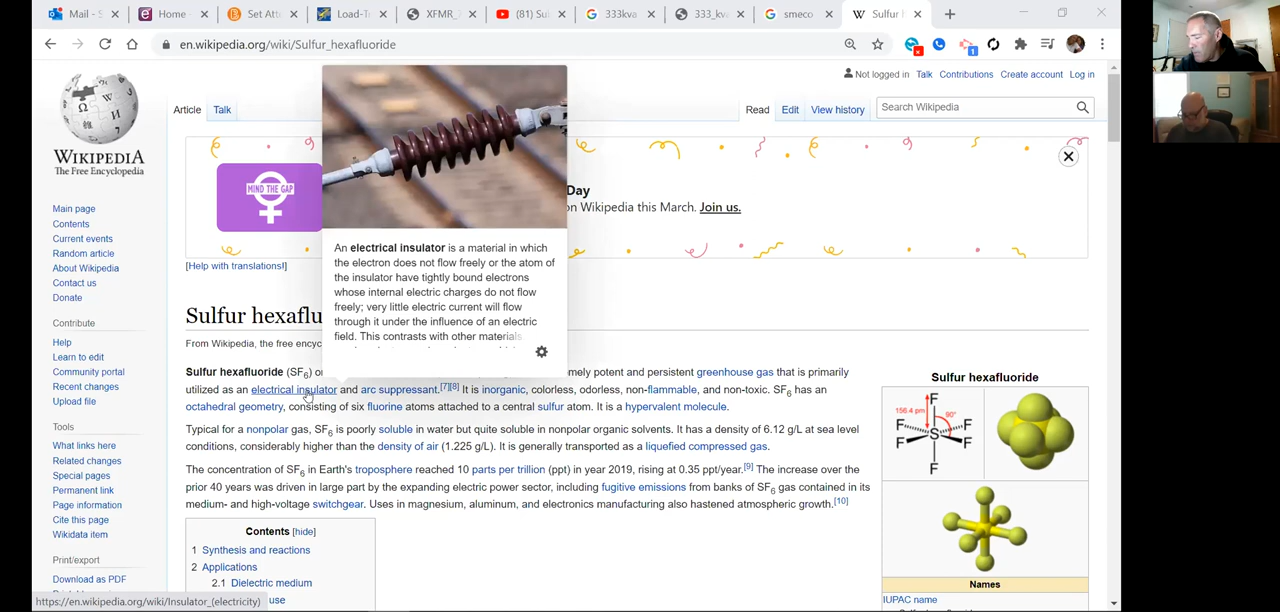 Mail - S
Home -
Set Att
Load-Tr
XFMR_
(81) Su
333kva
333_kva
smeco
Sulfur h
en.wikipedia.org/wiki/Sulfur_hexafluoride
Not logged in Talk Contributions Create account Log in
WIKIPEDIA
The Free Encyclopedia
Article Talk
Read Edit View history
Search Wikipedia
MIND THE GAP
Day
on Wikipedia this March. Join us.
[Help with translations!]
Main page
Contents
Current events
Random article
About Wikipedia
Contact us
Donate
Contribute
Help
Learn to edit
Community portal
Recent changes
Upload file
Tools
What links here
Related changes
Special pages
Permanent link
Page information
Cite this page
Wikidata item
Print/export
Download as PDF
https://en.wikipedia.org/wiki/Insulator_(electricity)
An electrical insulator is a material in which
the electron does not flow freely or the atom of
the insulator have tightly bound electrons
whose internal electric charges do not flow
freely; very little electric current will flow
through it under the influence of an electric
field. This contrasts with other materials
Sulfur hexaflu
From Wikipedia, the free encyc
Sulfur hexafluoride (SF6) o
mely potent and persistent greenhouse gas that is primarily
utilized as an electrical insulator and arc suppressant.[7][8] It is inorganic, colorless, odorless, non-flammable, and non-toxic. SF6 has an
octahedral geometry, consisting of six fluorine atoms attached to a central sulfur atom. It is a hypervalent molecule.
Typical for a nonpolar gas, SF6 is poorly soluble in water but quite soluble in nonpolar organic solvents. It has a density of 6.12 g/L at sea level
conditions, considerably higher than the density of air (1.225 g/L). It is generally transported as a liquefied compressed gas.
The concentration of SF6 in Earth's troposphere reached 10 parts per trillion (ppt) in year 2019, rising at 0.35 ppt/year.[9] The increase over the
prior 40 years was driven in large part by the expanding electric power sector, including fugitive emissions from banks of SF6 gas contained in its
medium- and high-voltage switchgear. Uses in magnesium, aluminum, and electronics manufacturing also hastened atmospheric growth.[10]
Contents [hide]
1 Synthesis and reactions
2 Applications
2.1 Dielectric medium
use
Sulfur hexafluoride
156.4 pm
90°
F
F F
S
F F
F
Names
IUPAC name